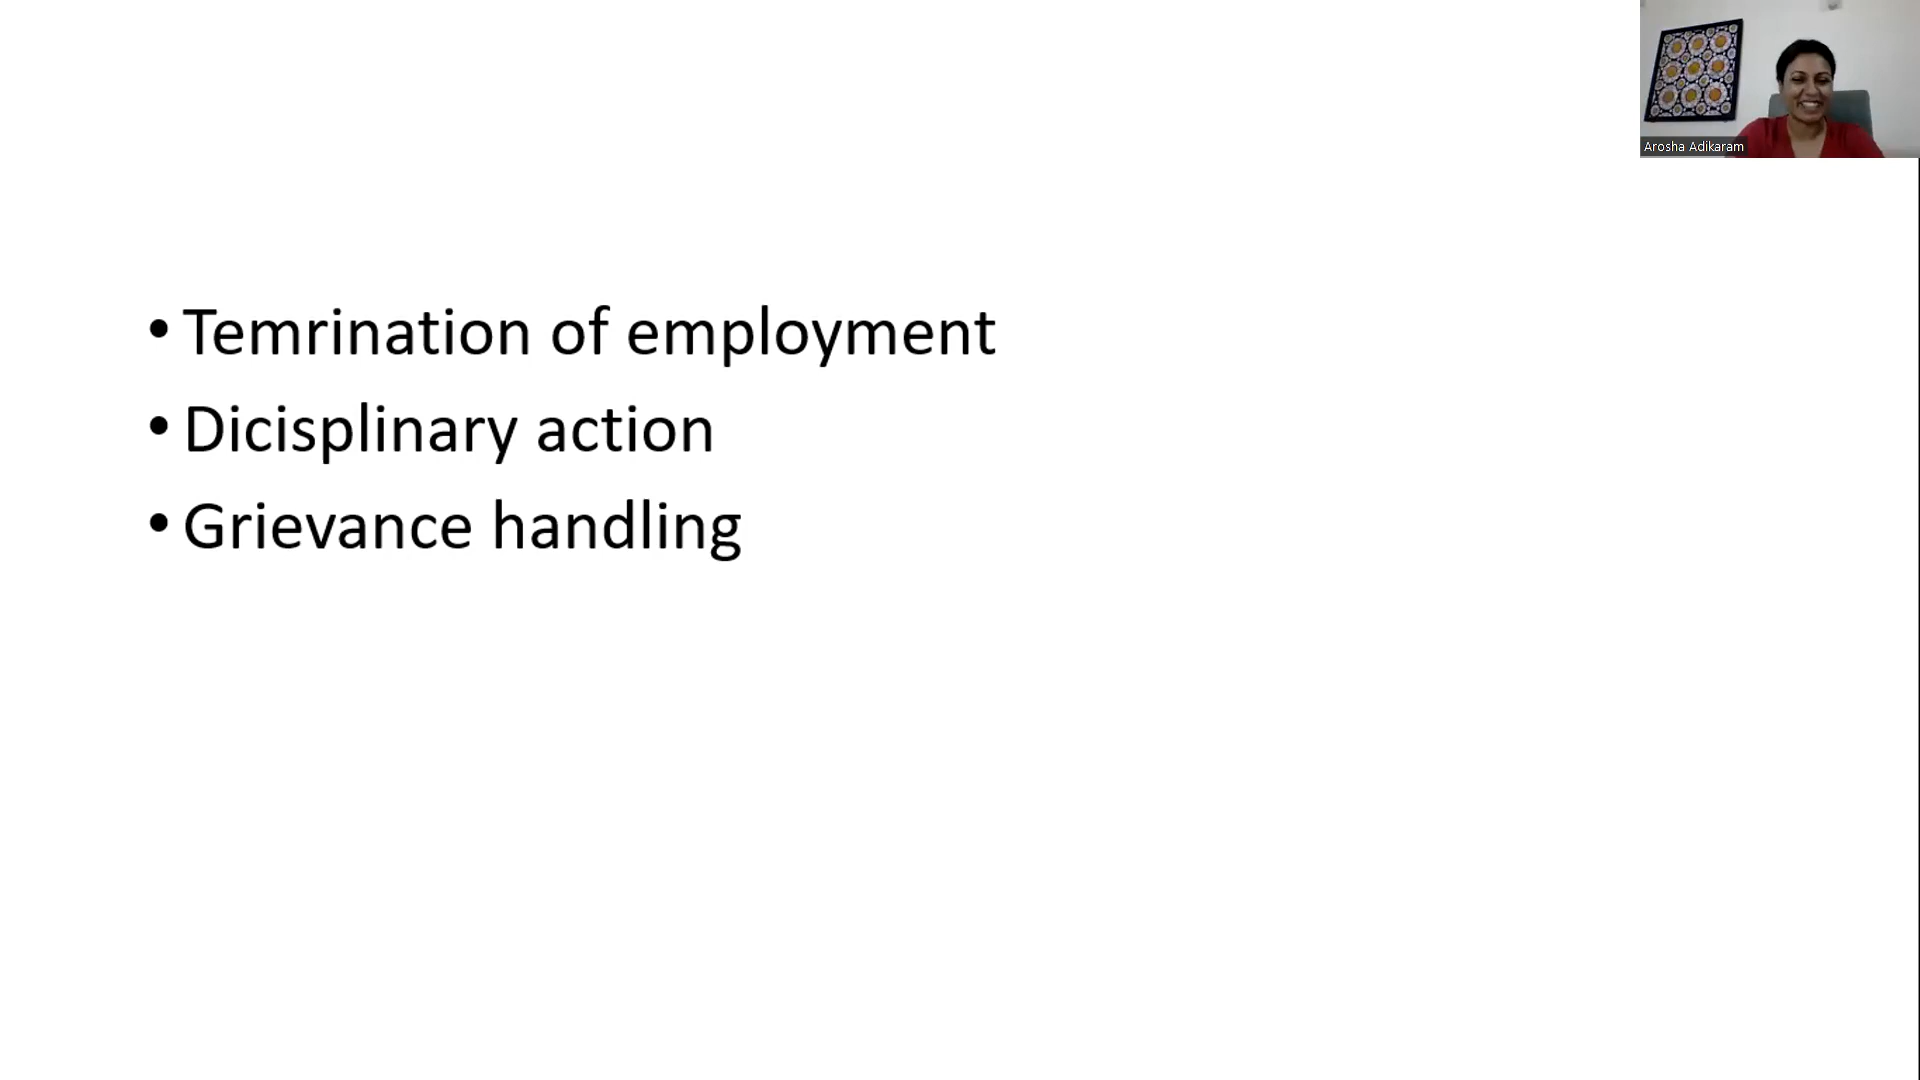 Arosha Adikaram
• Temrination of employment
• Dicisplinary action
• Grievance handling